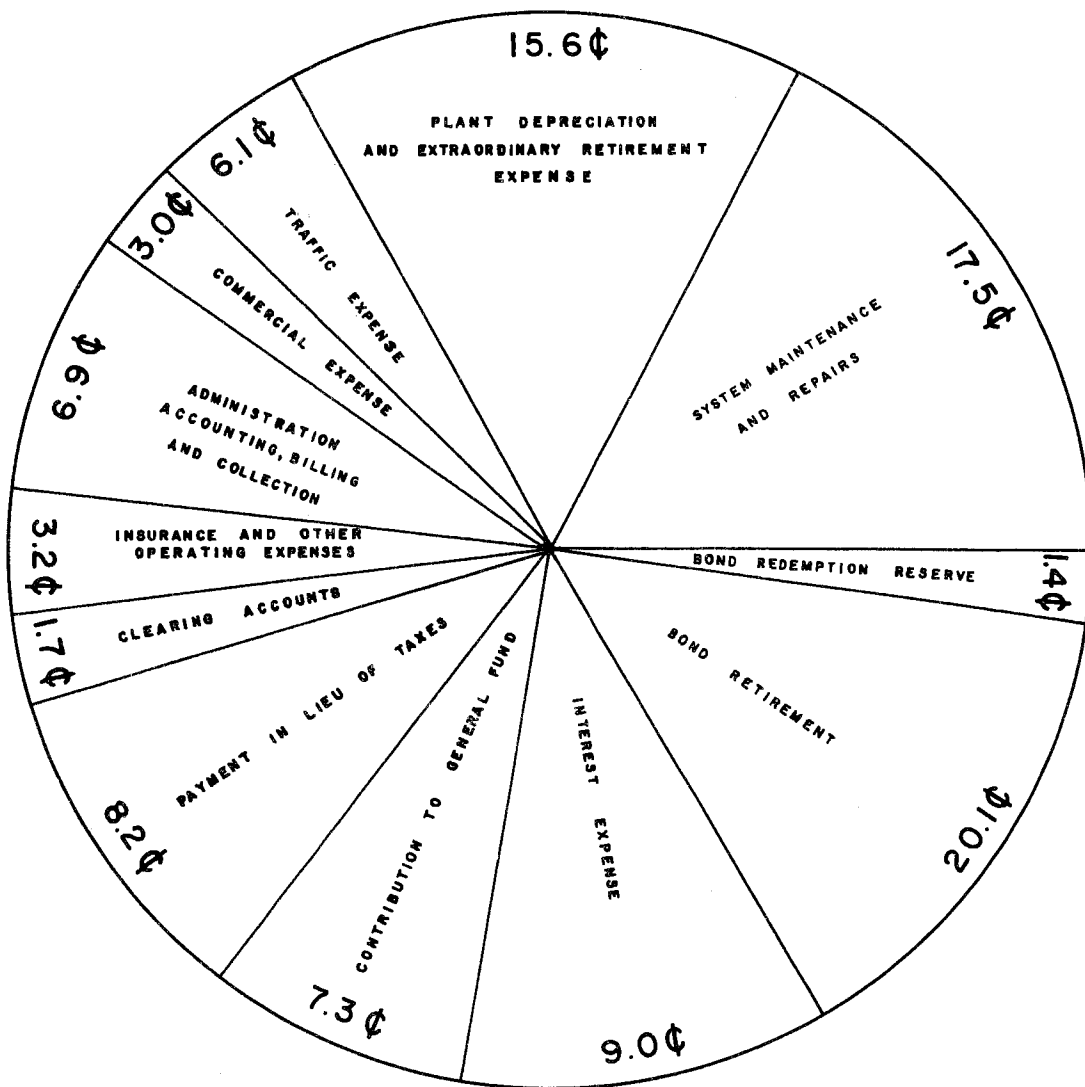 15.6¢
PLANT DEPRECIATION
AND EXTRAORDINARY RETIREMENT
EXPENSE
17.5¢
SYSTEM MAINTENANCE
AND REPAIRS
1.4¢
BOND REDEMPTION RESERVE
20.1¢
BOND RETIREMENT
9.0¢
INTEREST EXPENSE
7.3¢
CONTRIBUTION TO GENERAL FUND
8.2¢
PAYMENT IN LIEU OF TAXES
1.7¢
CLEARING ACCOUNTS
3.2¢
INSURANCE AND OTHER
OPERATING EXPENSES
6.9¢
ADMINISTRATION
ACCOUNTING, BILLING
AND COLLECTION
3.0¢
COMMERCIAL EXPENSE
6.1¢
TRAFFIC EXPENSE